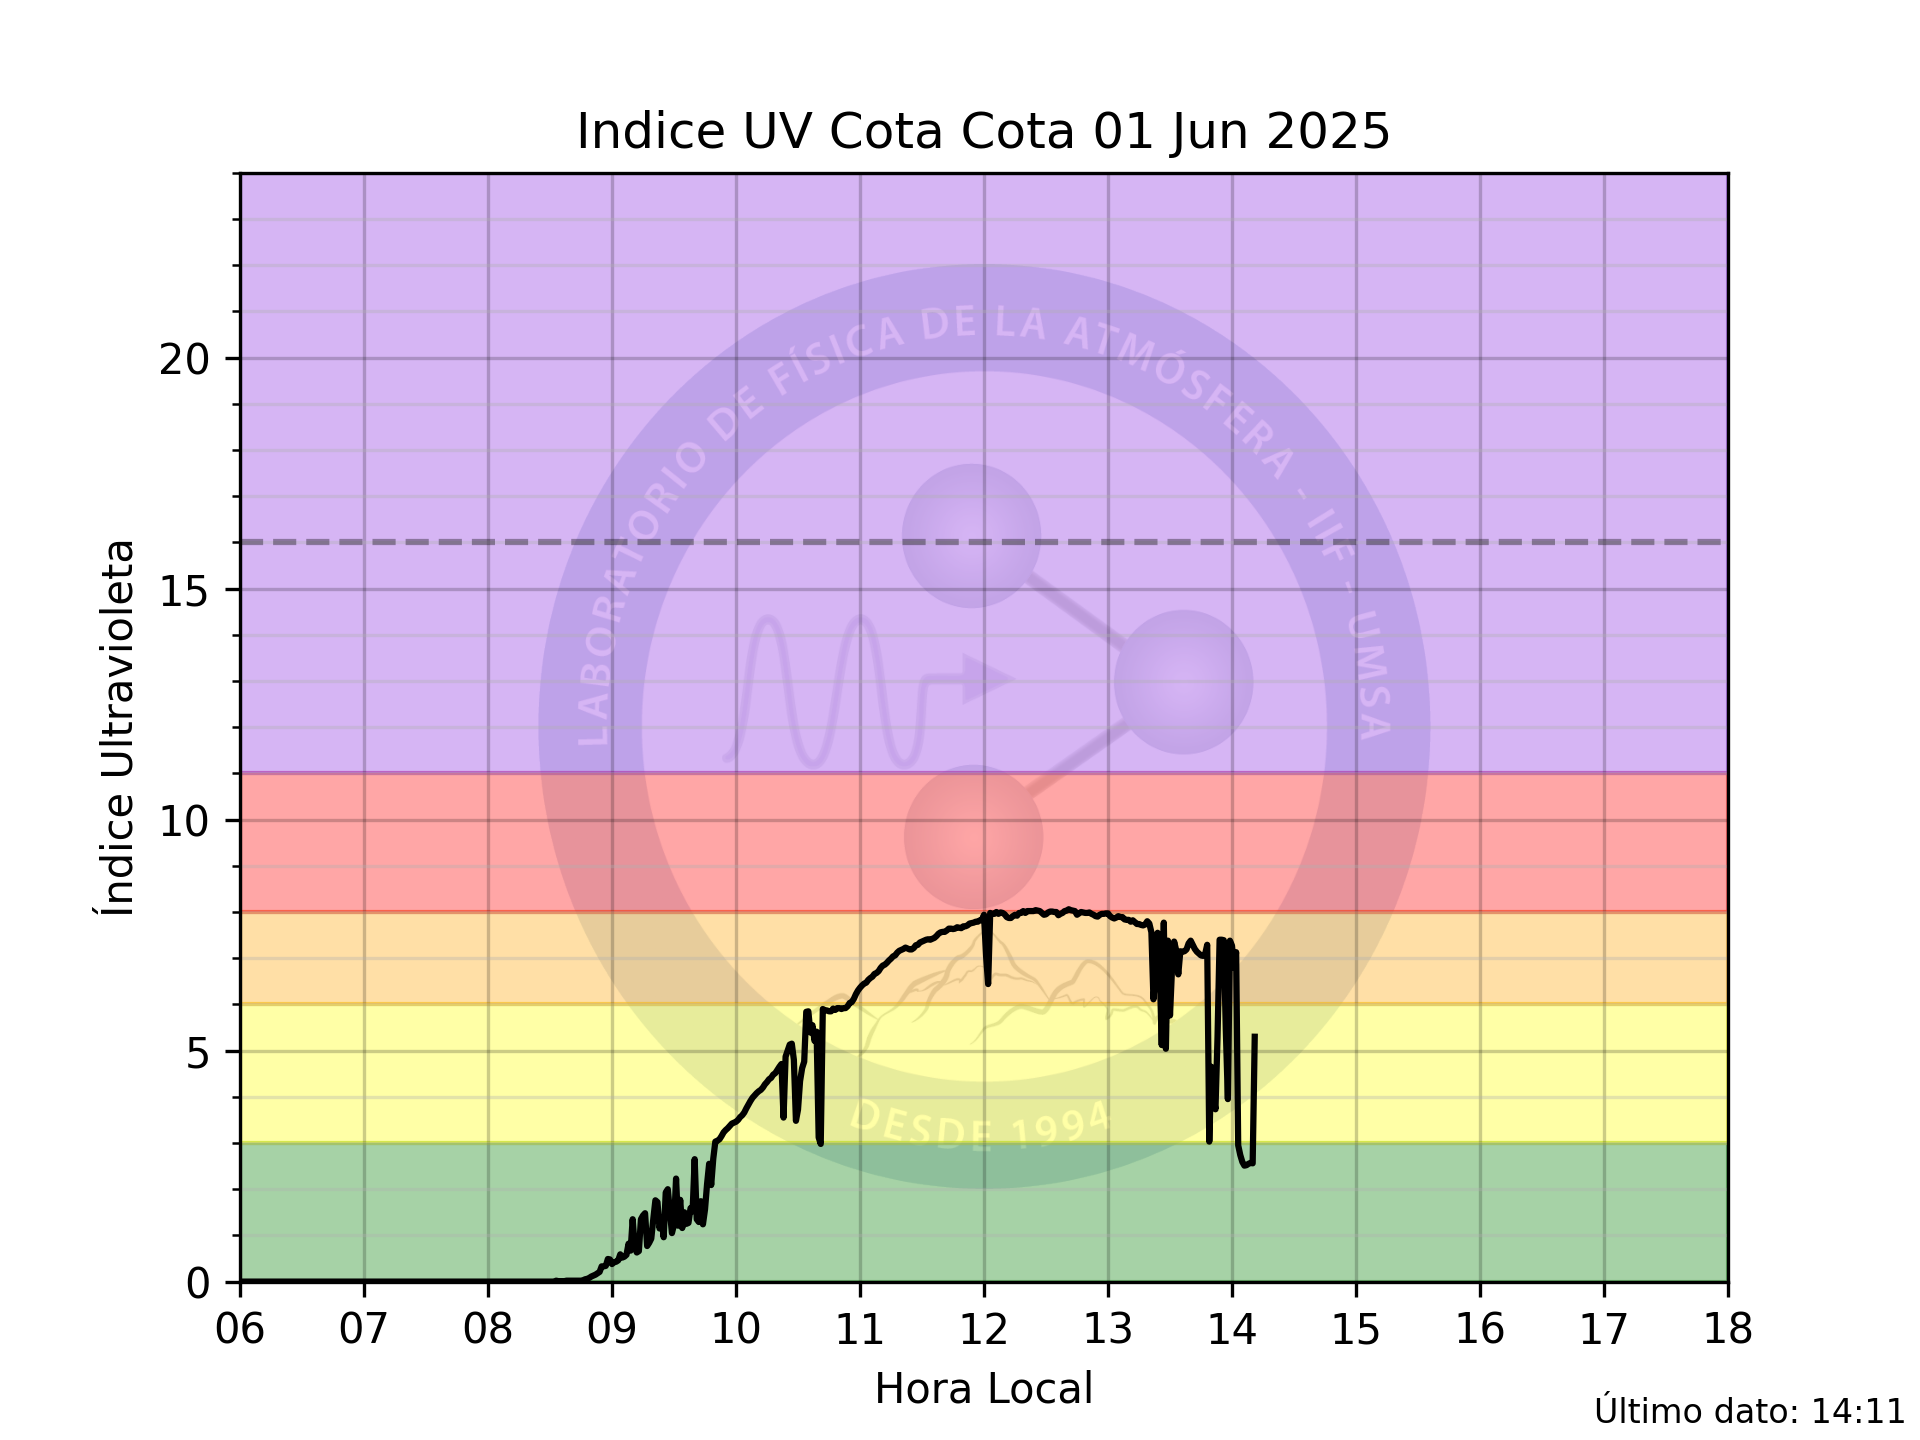 Indice UV Cota Cota 01 Jun 2025
Índice Ultravioleta
20
15
10
5
0
LABORATORIO DE FÍSICA DE LA ATMÓSFERA - IIF - UMSA
DESDE 1994
06 07 08 09 10 11 12 13 14 15 16 17 18
Hora Local
Último dato: 14:11